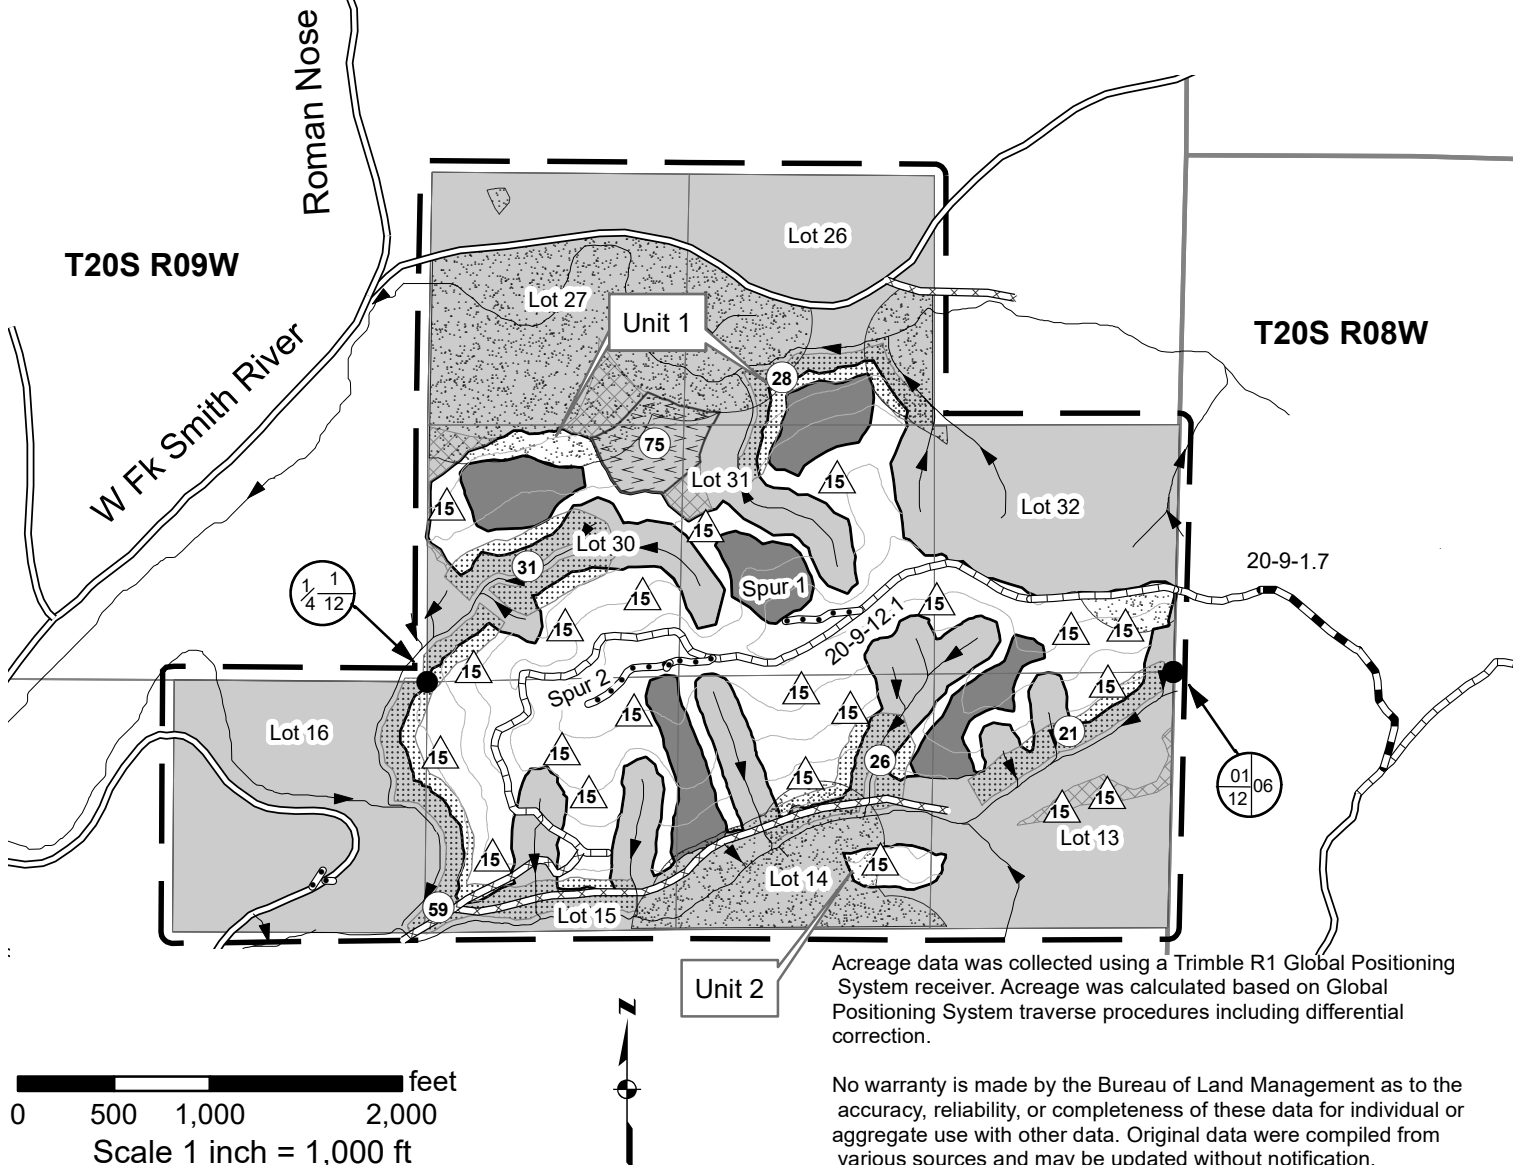 Roman Nose
Lot 26
T20S R09W
Lot 27
Unit 1
T20S R08W
W Fk Smith River
28
75
Lot 31
15
15
Lot 32
15
Lot 30
31
20-9-1.7
1/4 1
12
Spur 1
15
15
20-9-12.1
15
15
15
15
Spur 2
15
15
15
15
Lot 16
21
15
15
26
15
01
12
06
15
15
15
Lot 13
15
15
Lot 14
59
Lot 15
Unit 2
Acreage data was collected using a Trimble R1 Global Positioning
System receiver. Acreage was calculated based on Global
Positioning System traverse procedures including differential
correction.
No warranty is made by the Bureau of Land Management as to the
accuracy, reliability, or completeness of these data for individual or
aggregate use with other data. Original data were compiled from
various sources and may be updated without notification.
Z
feet
0 500 1,000 2,000
Scale 1 inch = 1,000 ft